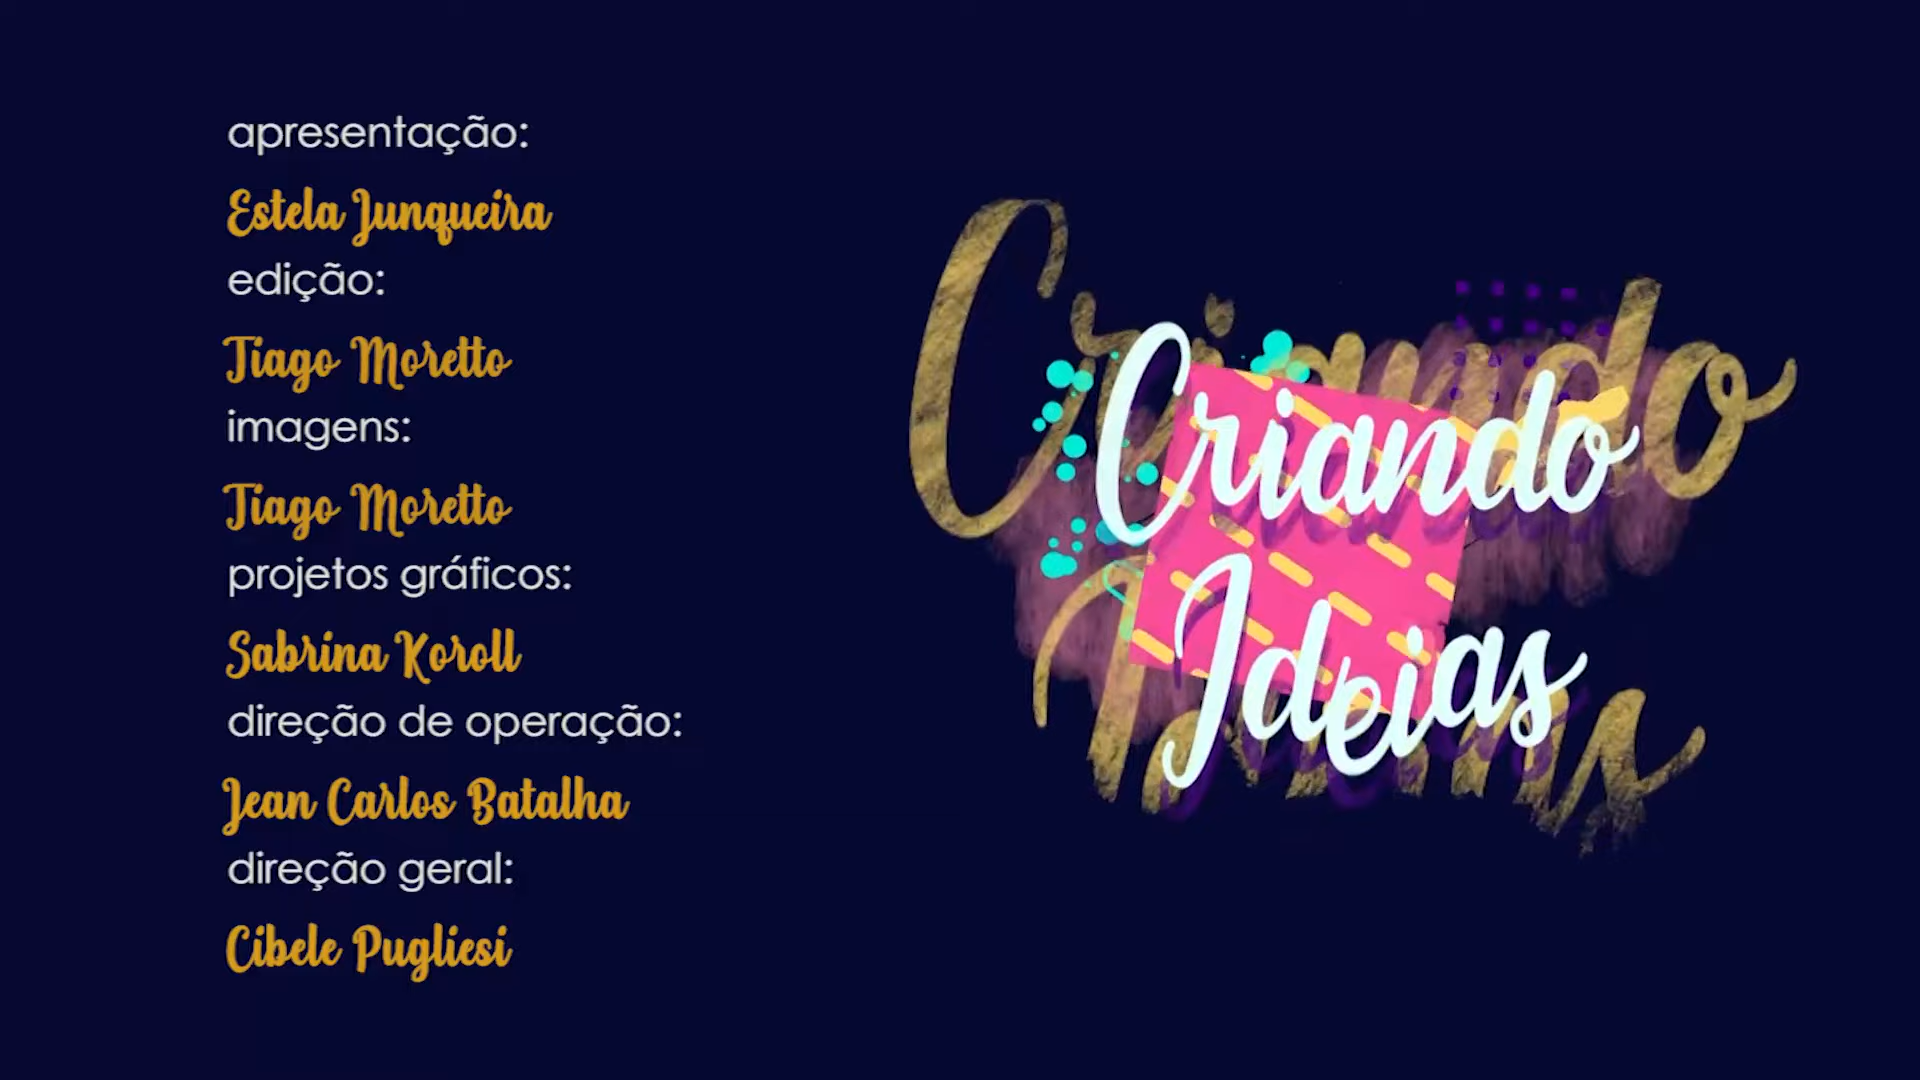 apresentação:
Estela Junqueira
edição:
Tiago Moretto
imagens:
Tiago Moretto
projetos gráficos:
Sabrina Koroll
direção de operação:
Jean Carlos Batalha
direção geral:
Cibele Pugliesi
Criando
Criando
Ideias